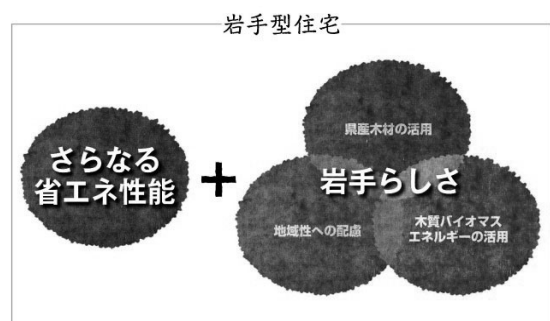 岩手型住宅
さらなる
省エネ性能
+
県産木材の活用
岩手らしさ
地域性への配慮
木質バイオマス
エネルギーの活用